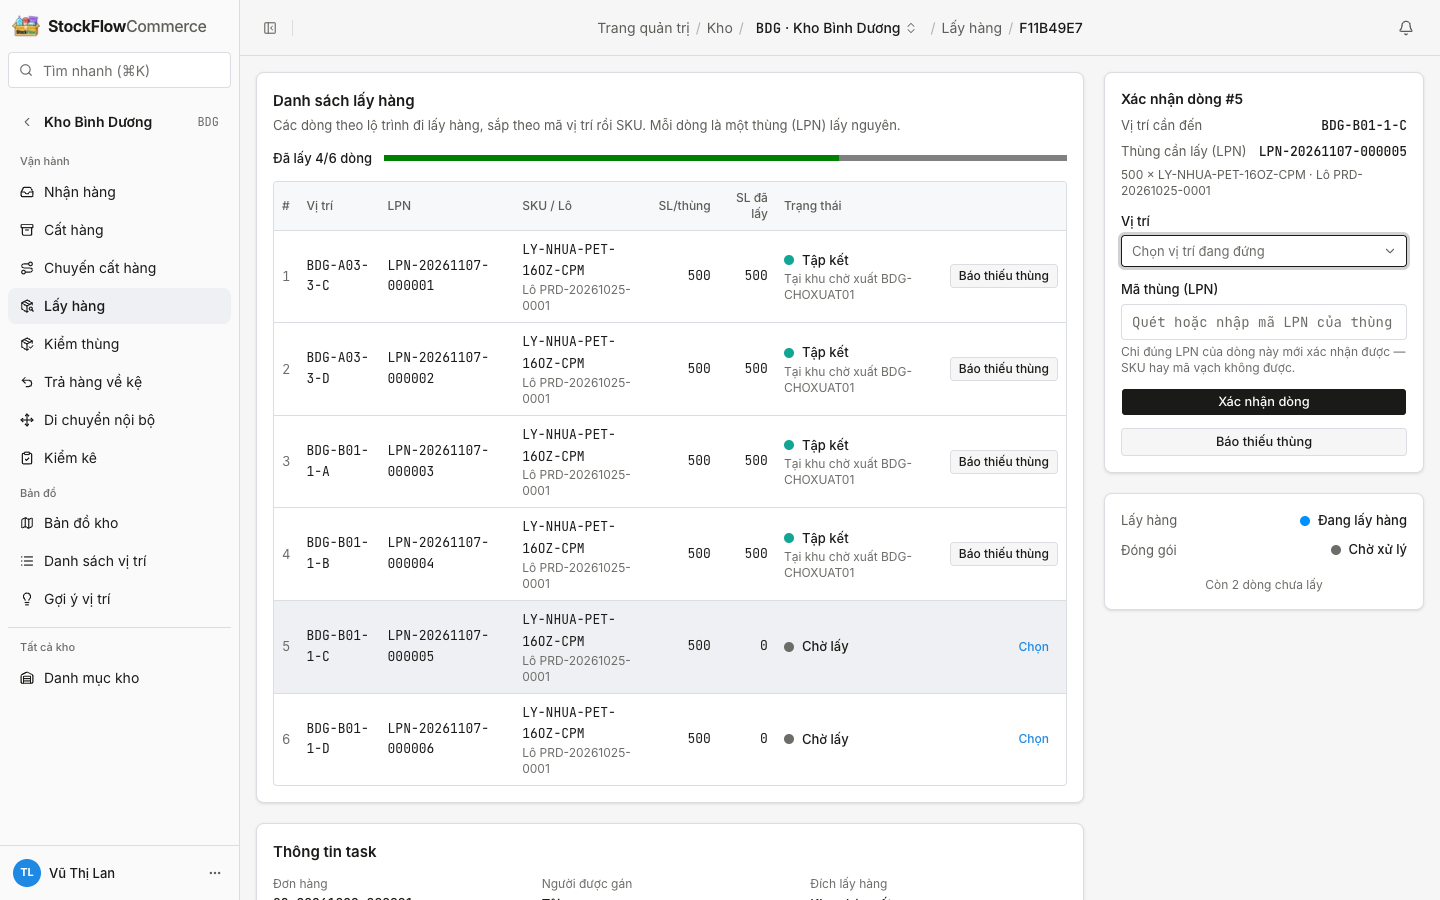 StockFlowCommerce
Tìm nhanh (⌘K)
Kho Bình Dương BDG
Vận hành
Nhận hàng
Cất hàng
Chuyến cất hàng
Lấy hàng
Kiểm thùng
Trả hàng về kệ
Di chuyển nội bộ
Kiểm kê
Bản đồ
Bản đồ kho
Danh sách vị trí
Gợi ý vị trí
Tất cả kho
Danh mục kho
TL Vũ Thị Lan
Trang quản trị / Kho / BDG · Kho Bình Dương / Lấy hàng / F11B49E7
Danh sách lấy hàng
Các dòng theo lộ trình đi lấy hàng, sắp theo mã vị trí rồi SKU. Mỗi dòng là một thùng (LPN) lấy nguyên.
Đã lấy 4/6 dòng
# Vị trí LPN SKU / Lô SL/thùng SL đã lấy Trạng thái
1 BDG-A03-3-C LPN-20261107-000001 LY-NHUA-PET-16OZ-CPM Lô PRD-20261025-0001 500 500 Tập kết Tại khu chờ xuất BDG-CHOXUAT01 Báo thiếu thùng
2 BDG-A03-3-D LPN-20261107-000002 LY-NHUA-PET-16OZ-CPM Lô PRD-20261025-0001 500 500 Tập kết Tại khu chờ xuất BDG-CHOXUAT01 Báo thiếu thùng
3 BDG-B01-1-A LPN-20261107-000003 LY-NHUA-PET-16OZ-CPM Lô PRD-20261025-0001 500 500 Tập kết Tại khu chờ xuất BDG-CHOXUAT01 Báo thiếu thùng
4 BDG-B01-1-B LPN-20261107-000004 LY-NHUA-PET-16OZ-CPM Lô PRD-20261025-0001 500 500 Tập kết Tại khu chờ xuất BDG-CHOXUAT01 Báo thiếu thùng
5 BDG-B01-1-C LPN-20261107-000005 LY-NHUA-PET-16OZ-CPM Lô PRD-20261025-0001 500 0 Chờ lấy Chọn
6 BDG-B01-1-D LPN-20261107-000006 LY-NHUA-PET-16OZ-CPM Lô PRD-20261025-0001 500 0 Chờ lấy Chọn
Thông tin task
Đơn hàng Người được gán Đích lấy hàng
Xác nhận dòng #5
Vị trí cần đến BDG-B01-1-C
Thùng cần lấy (LPN) LPN-20261107-000005
500 × LY-NHUA-PET-16OZ-CPM · Lô PRD-
20261025-0001
Vị trí
Chọn vị trí đang đứng
Mã thùng (LPN)
Quét hoặc nhập mã LPN của thùng
Chỉ đúng LPN của dòng này mới xác nhận được —
SKU hay mã vạch không được.
Xác nhận dòng
Báo thiếu thùng
Lấy hàng Đang lấy hàng
Đóng gói Chờ xử lý
Còn 2 dòng chưa lấy